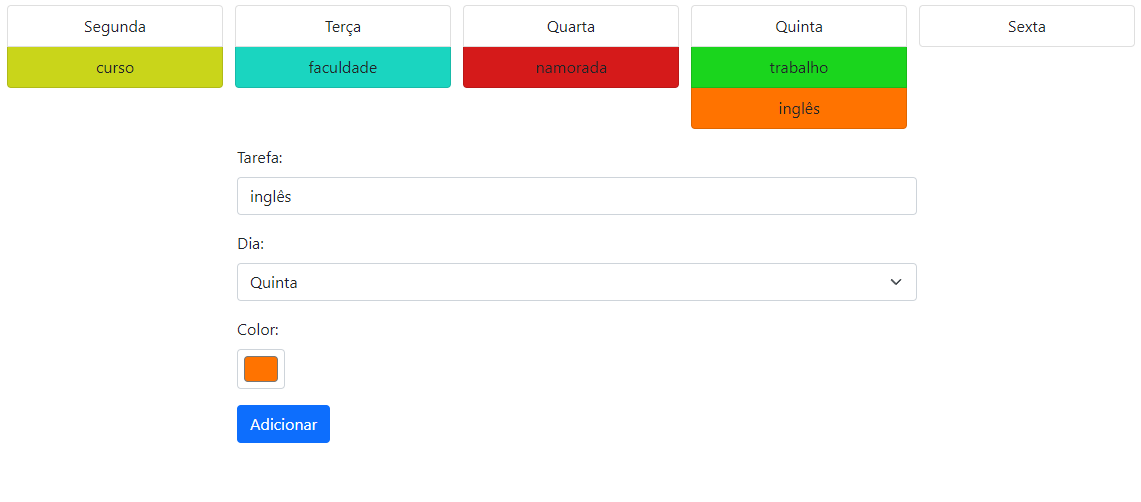 Segunda Terça Quarta Quinta Sexta
curso faculdade namorada trabalho
inglês
Tarefa:
inglês
Dia:
Quinta
Color:
Adicionar